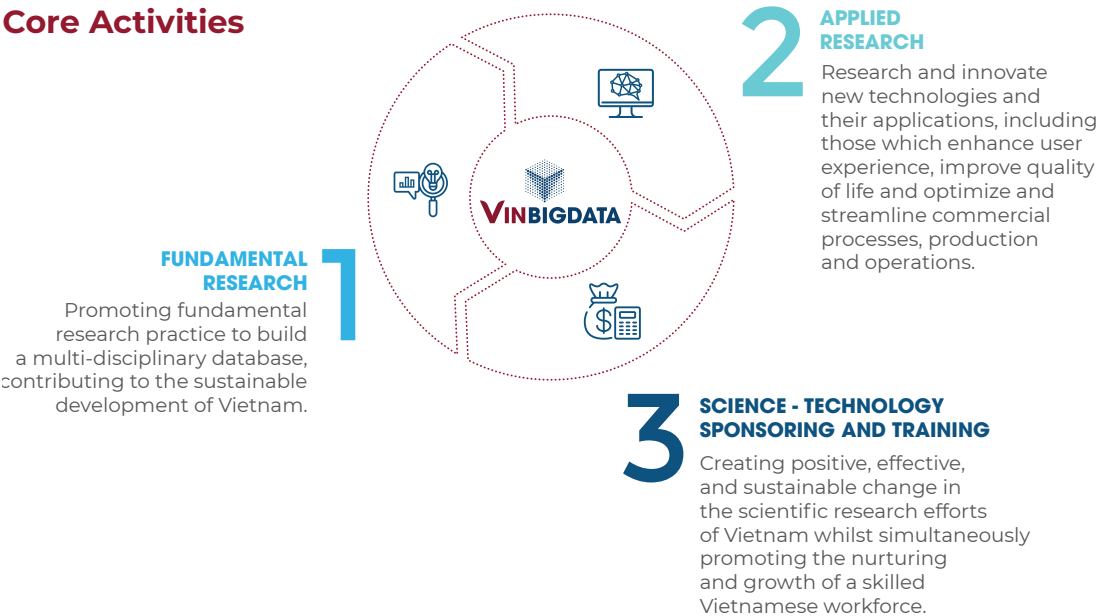 Core Activities
VINBIGDATA
$
1
FUNDAMENTAL
RESEARCH
Promoting fundamental
research practice to build
a multi-disciplinary database,
contributing to the sustainable
development of Vietnam.
2
APPLIED
RESEARCH
Research and innovate
new technologies and
their applications, including
those which enhance user
experience, improve quality
of life and optimize and
streamline commercial
processes, production
and operations.
3
SCIENCE - TECHNOLOGY
SPONSORING AND TRAINING
Creating positive, effective,
and sustainable change in
the scientific research efforts
of Vietnam whilst simultaneously
promoting the nurturing
and growth of a skilled
Vietnamese workforce.